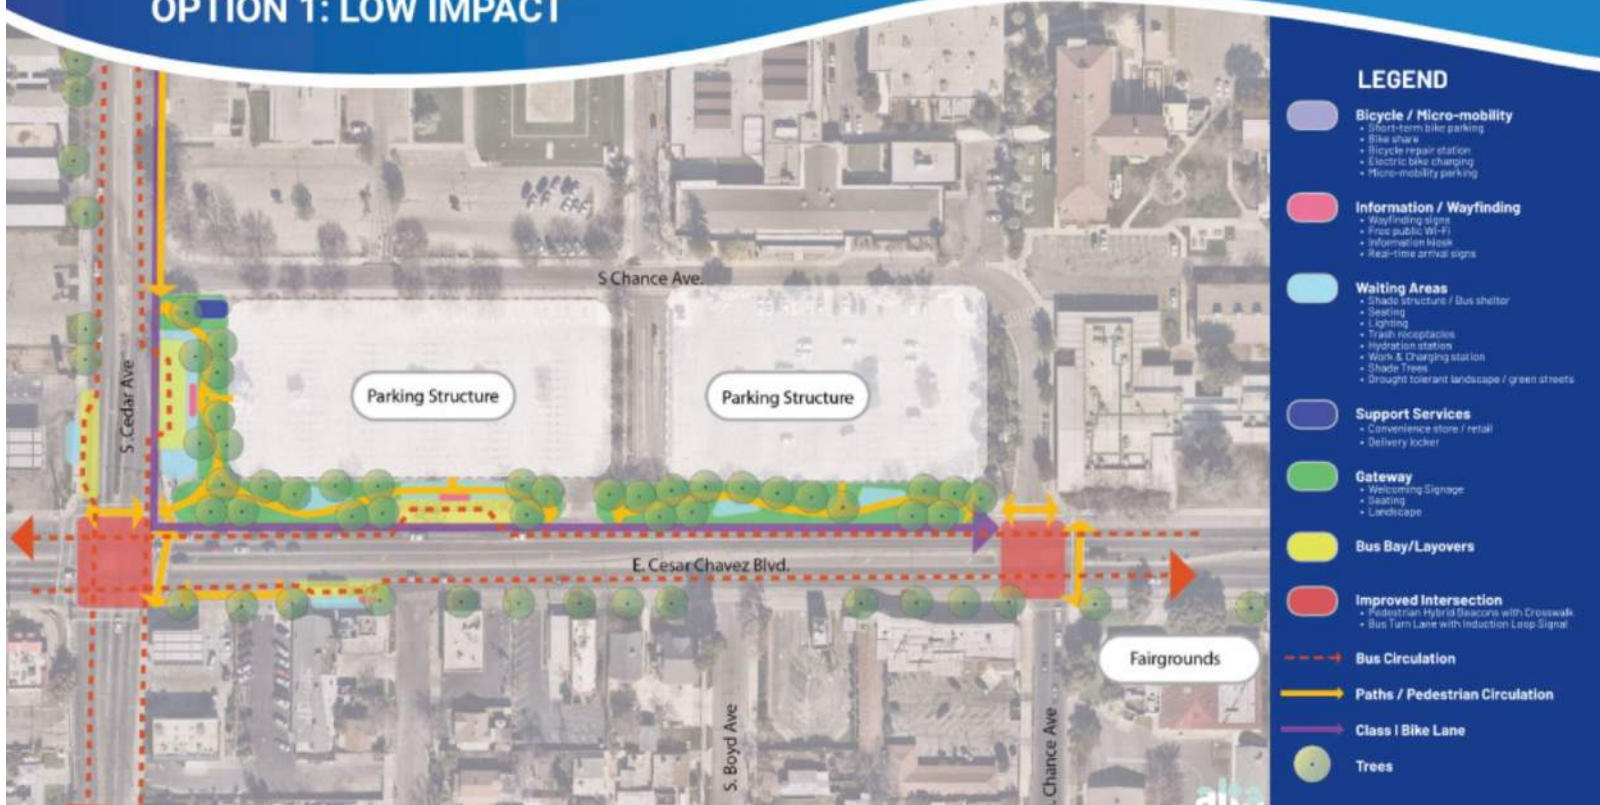 OPTION 1: LOW IMPACT
S Chance Ave.
Parking Structure
Parking Structure
S. Cedar Ave
E. Cesar Chavez Blvd.
Fairgrounds
S. Boyd Ave
. Chance Ave
alta
LEGEND
Bicycle / Micro-mobility
• Short-term bike parking
• Bike share
• Bicycle repair station
• Electric bike charging
• Micro-mobility parking
Information / Wayfinding
• Wayfinding signs
• Free public Wi-Fi
• Information kiosk
• Real-time arrival signs
Waiting Areas
• Shade structure / Bus shelter
• Seating
• Lighting
• Trash receptacles
• Hydration station
• Work & Charging station
• Shade Trees
• Drought tolerant landscape / green streets
Support Services
• Convenience store / retail
• Delivery locker
Gateway
• Welcoming Signage
• Seating
• Landscape
Bus Bay/Layovers
Improved Intersection
• Pedestrian Hybrid Beacons with Crosswalk
• Bus Turn Lane with Induction Loop Signal
Bus Circulation
Paths / Pedestrian Circulation
Class I Bike Lane
Trees